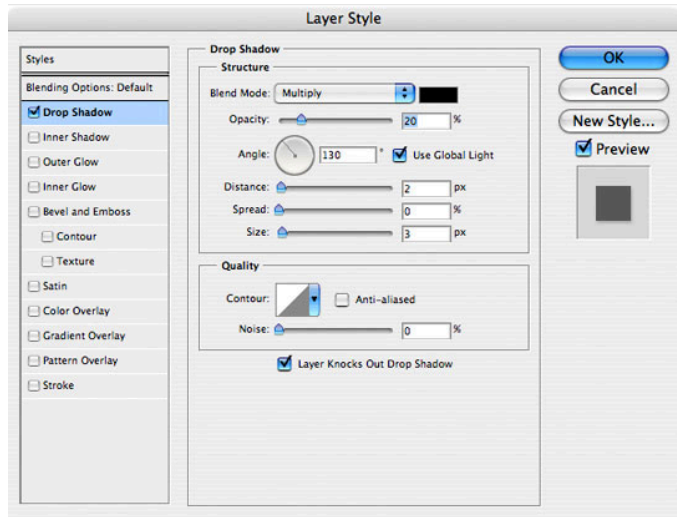 Layer Style
Styles
Blending Options: Default
Drop Shadow
Inner Shadow
Outer Glow
Inner Glow
Bevel and Emboss
Contour
Texture
Satin
Color Overlay
Gradient Overlay
Pattern Overlay
Stroke
Drop Shadow
Structure
Blend Mode: Multiply
Opacity: 20 %
Angle: 130 ° Use Global Light
Distance: 2 px
Spread: 0 %
Size: 3 px
Quality
Contour: Anti-aliased
Noise: 0 %
Layer Knocks Out Drop Shadow
OK
Cancel
New Style...
Preview